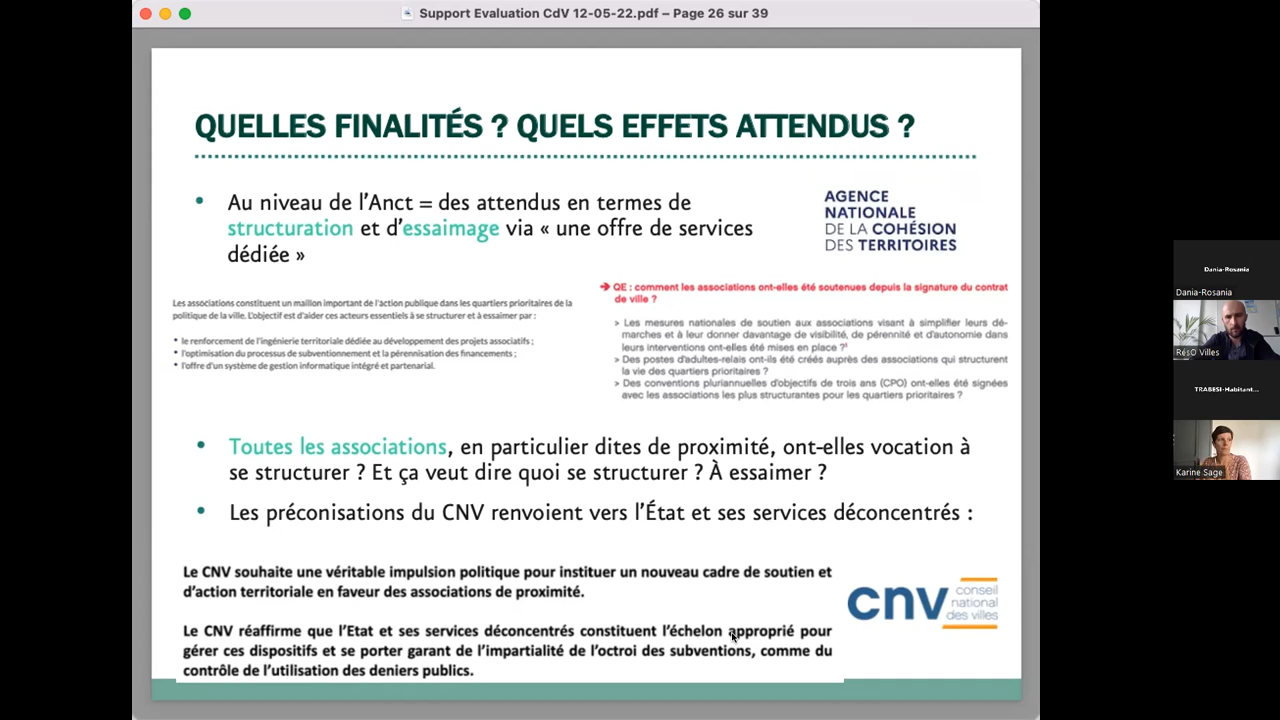 Support Evaluation CdV 12-05-22.pdf – Page 26 sur 39
QUELLES FINALITÉS ? QUELS EFFETS ATTENDUS ?
• Au niveau de l'Anct = des attendus en termes de
structuration et d'essaimage via « une offre de services
dédiée »
AGENCE
NATIONALE
DE LA COHÉSION
DES TERRITOIRES
Les associations constituent un maillon important de l'action publique dans les quartiers prioritaires de la
politique de la ville. L'objectif est d'aider ces acteurs essentiels à se structurer et à essaimer par :
• le renforcement de l'ingénierie territoriale dédiée au développement des projets associatifs ;
• l'optimisation du processus de subventionnement et la pérennisation des financements ;
• l'offre d'un système de gestion informatique intégré et partenarial.
➔ QE : comment les associations ont-elles été soutenues depuis la signature du contrat
de ville ?
> Les mesures nationales de soutien aux associations visant à simplifier leurs dé-
marches et à leur donner davantage de visibilité, de pérennité et d'autonomie dans
leurs interventions ont-elles été mises en place ?¹
> Des postes d'adultes-relais ont-ils été créés auprès des associations qui structurent
la vie des quartiers prioritaires ?
> Des conventions pluriannuelles d'objectifs de trois ans (CPO) ont-elles été signées
avec les associations les plus structurantes pour les quartiers prioritaires ?
• Toutes les associations, en particulier dites de proximité, ont-elles vocation à
se structurer ? Et ça veut dire quoi se structurer ? À essaimer ?
• Les préconisations du CNV renvoient vers l'État et ses services déconcentrés :
Le CNV souhaite une véritable impulsion politique pour instituer un nouveau cadre de soutien et
d'action territoriale en faveur des associations de proximité.
Le CNV réaffirme que l'Etat et ses services déconcentrés constituent l'échelon approprié pour
gérer ces dispositifs et se porter garant de l'impartialité de l'octroi des subventions, comme du
contrôle de l'utilisation des deniers publics.
cnv conseil
national
des villes
Dania-Rosania
Dania-Rosania
RésO Villes
TRABESI-Habitant...
Karine Sage